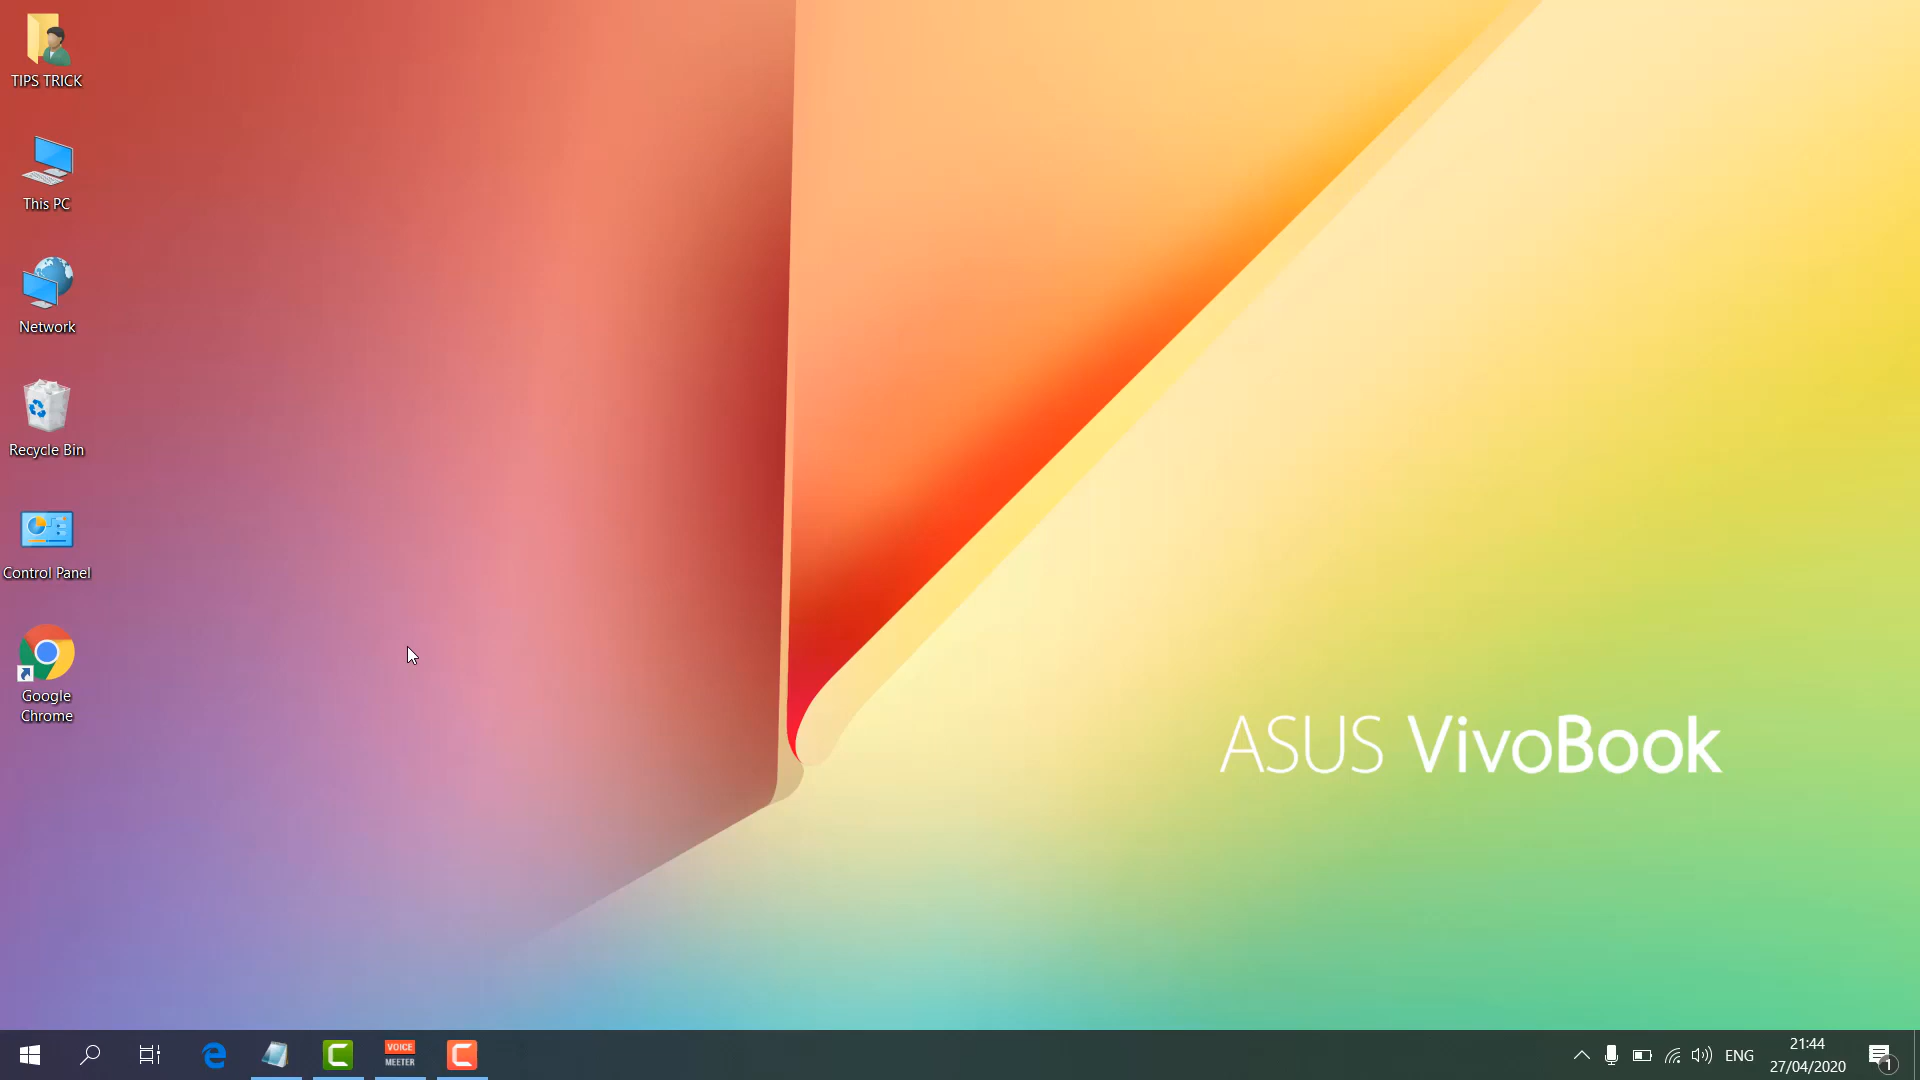 TIPS TRICK
This PC
Network
Recycle Bin
Control Panel
Google
Chrome
ASUS VivoBook
VOICE
MEETER
ENG
21:44
27/04/2020
1